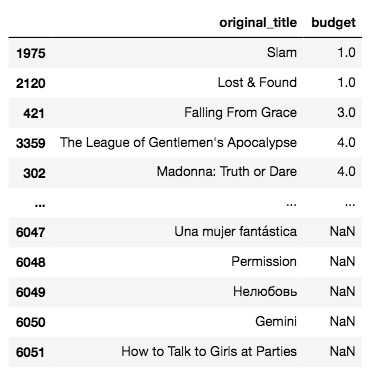 original_title budget
1975 Slam 1.0
2120 Lost & Found 1.0
421 Falling From Grace 3.0
3359 The League of Gentlemen's Apocalypse 4.0
302 Madonna: Truth or Dare 4.0
... ... ...
6047 Una mujer fantástica NaN
6048 Permission NaN
6049 Нелюбовь NaN
6050 Gemini NaN
6051 How to Talk to Girls at Parties NaN